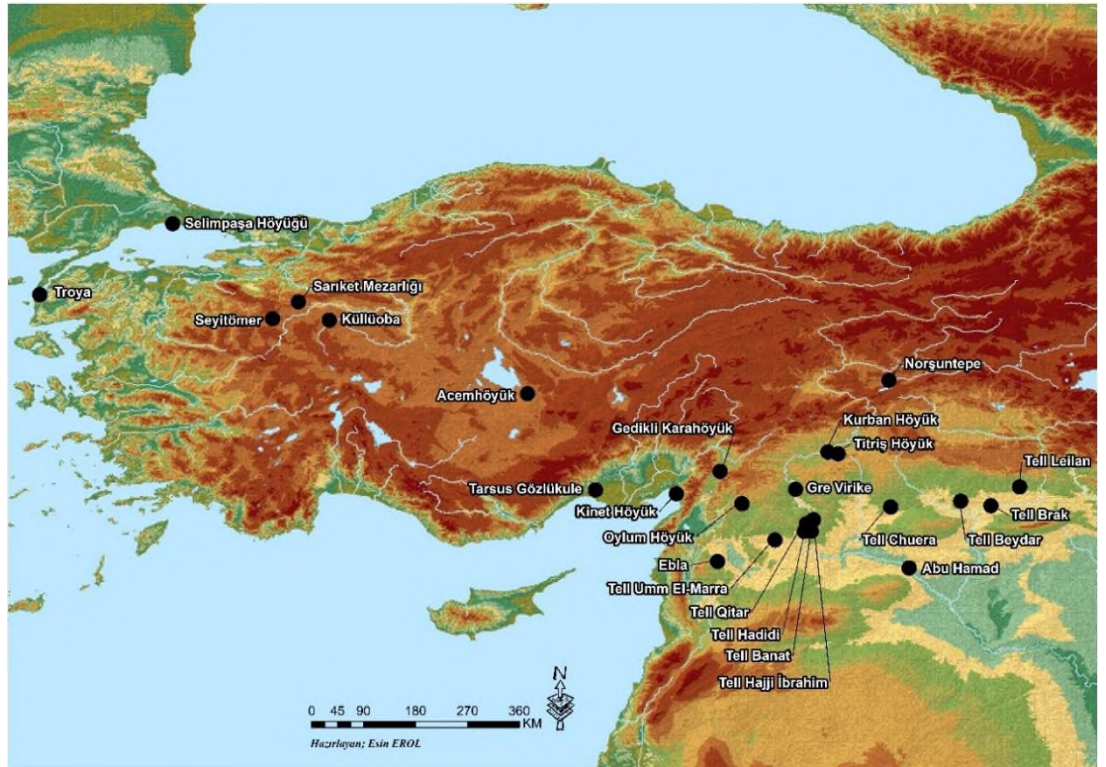 Selimpaşa Höyüğü
Troya
Sarıket Mezarlığı
Seyitömer
Küllüoba
Norşuntepe
Acemhöyük
Gedikli Karahöyük
Kurban Höyük
Titriş Höyük
Tell Leilan
Tarsus Gözlükule
Gre Virike
Kinet Höyük
Tell Brak
Oylum Höyük
Tell Chuera
Tell Beydar
Ebla
Abu Hamad
Tell Umm El-Marra
Tell Qitar
Tell Hadidi
Tell Banat
Tell Hajji İbrahim
N
0 45 90 180 270 360
KM
Hazırlayan; Esin EROL